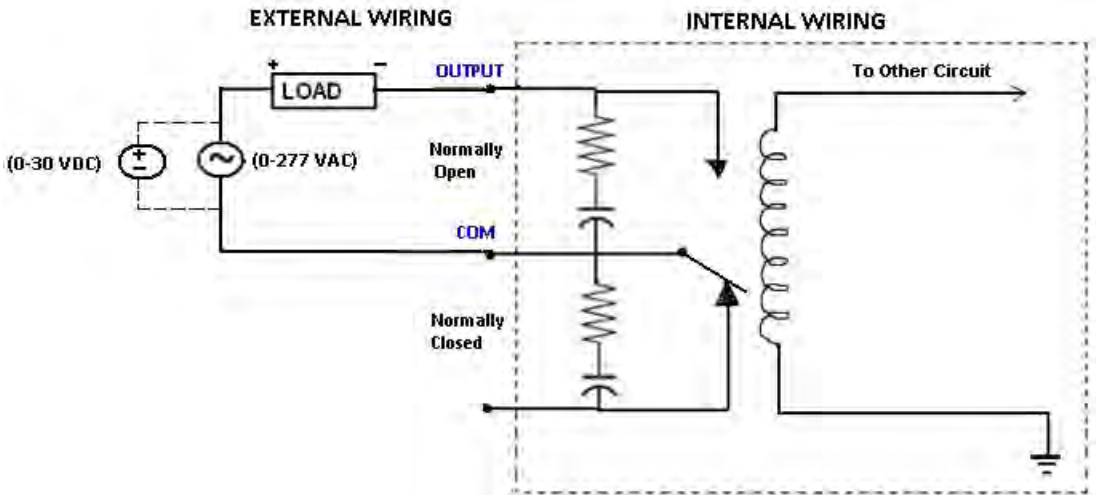 EXTERNAL WIRING
INTERNAL WIRING
+ −
LOAD
OUTPUT
To Other Circuit
(0-30 VDC)
+
−
(0-277 VAC)
Normally
Open
COM
Normally
Closed